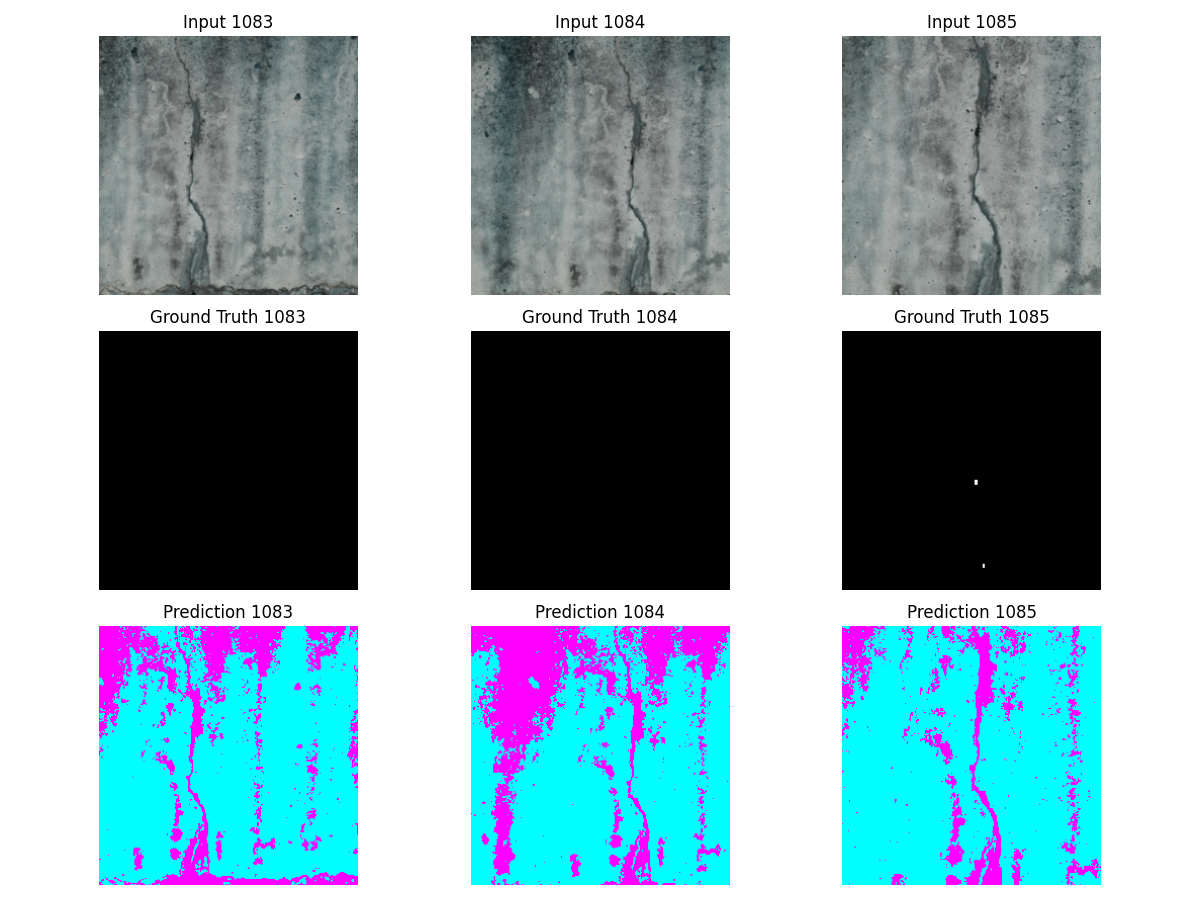 Input 1083
Input 1084
Input 1085
Ground Truth 1083
Ground Truth 1084
Ground Truth 1085
Prediction 1083
Prediction 1084
Prediction 1085